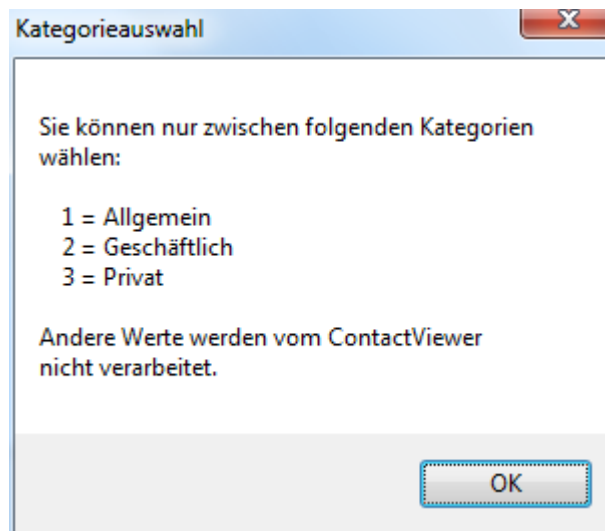 Kategorieauswahl
Sie können nur zwischen folgenden Kategorien
wählen:
1 = Allgemein
2 = Geschäftlich
3 = Privat
Andere Werte werden vom ContactViewer
nicht verarbeitet.
OK